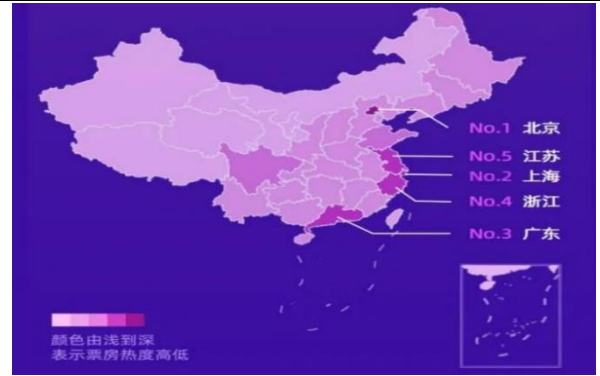 No.1 北京
No.5 江苏
No.2 上海
No.4 浙江
No.3 广东
颜色由浅到深
表示票房热度高低